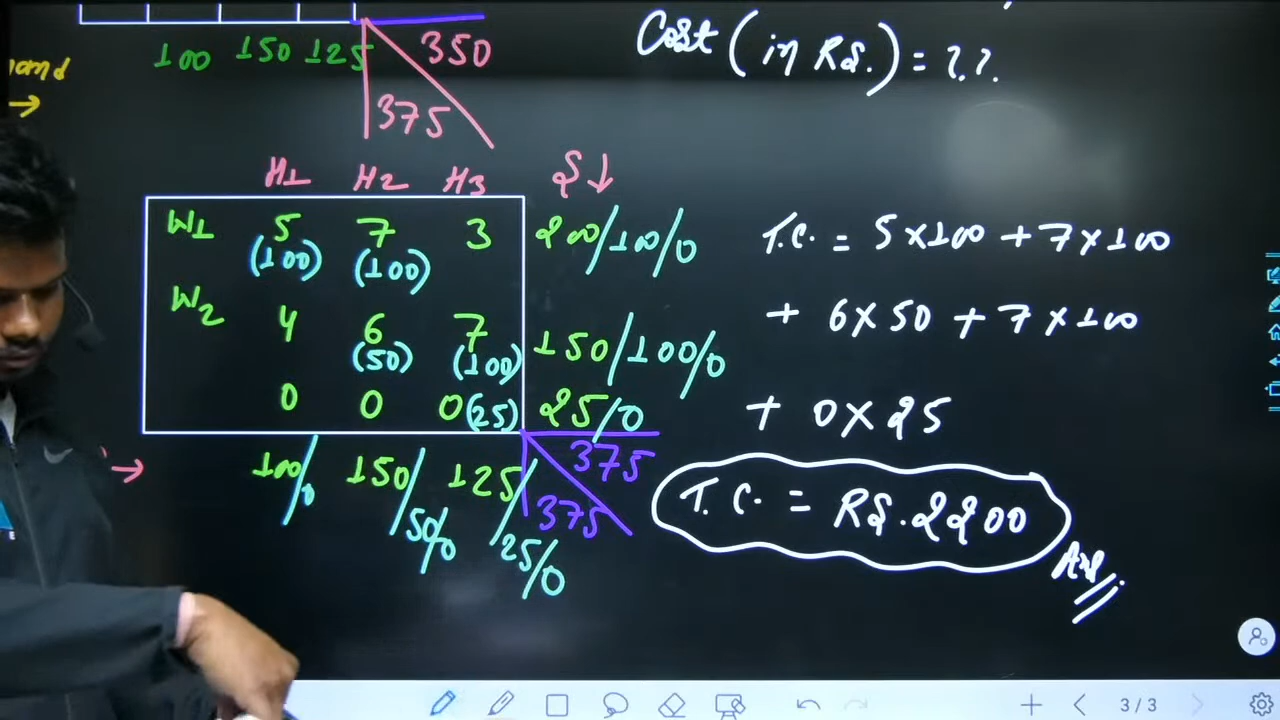 Cost (in RS.) = ??
100 150 125 350
375
H1 H2 H3 S↓
W1 5 7 3 200/100/0
(100) (100)
W2 4 6 7 150/100/0
(50) (100)
0 0 0(25) 25/0
100/0 150/50/0 125/25/0 375
375
T.C. = 5×100 + 7×100
+ 6×50 + 7×100
+ 0×25
T.C. = RS.2200
Ans
3/3